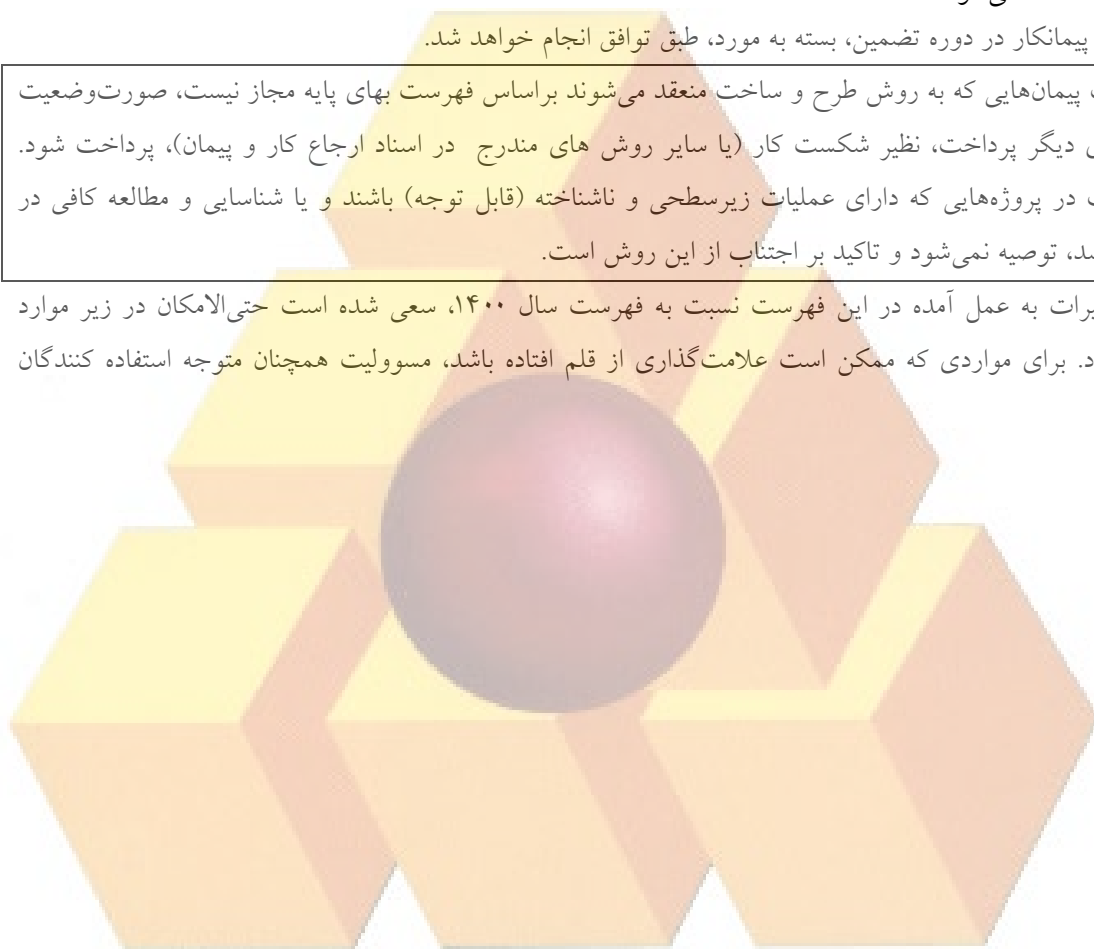 پیمانکار در دوره تضمین، بسته به مورد، طبق توافق انجام خواهد شد.
پیمان‌هایی که به روش طرح و ساخت منعقد می‌شوند براساس فهرست بهای پایه مجاز نیست، صورت‌وضعیت
دیگر پرداخت، نظیر شکست کار (یا سایر روش های مندرج در اسناد ارجاع کار و پیمان)، پرداخت شود.
در پروژه‌هایی که دارای عملیات زیرسطحی و ناشناخته (قابل توجه) باشند و یا شناسایی و مطالعه کافی در
توصیه نمی‌شود و تاکید بر اجتناب از این روش است.
به عمل آمده در این فهرست نسبت به فهرست سال ۱۴۰۰، سعی شده است حتی‌الامکان در زیر موارد
برای مواردی که ممکن است علامت‌گذاری از قلم افتاده باشد، مسوولیت همچنان متوجه استفاده کنندگان